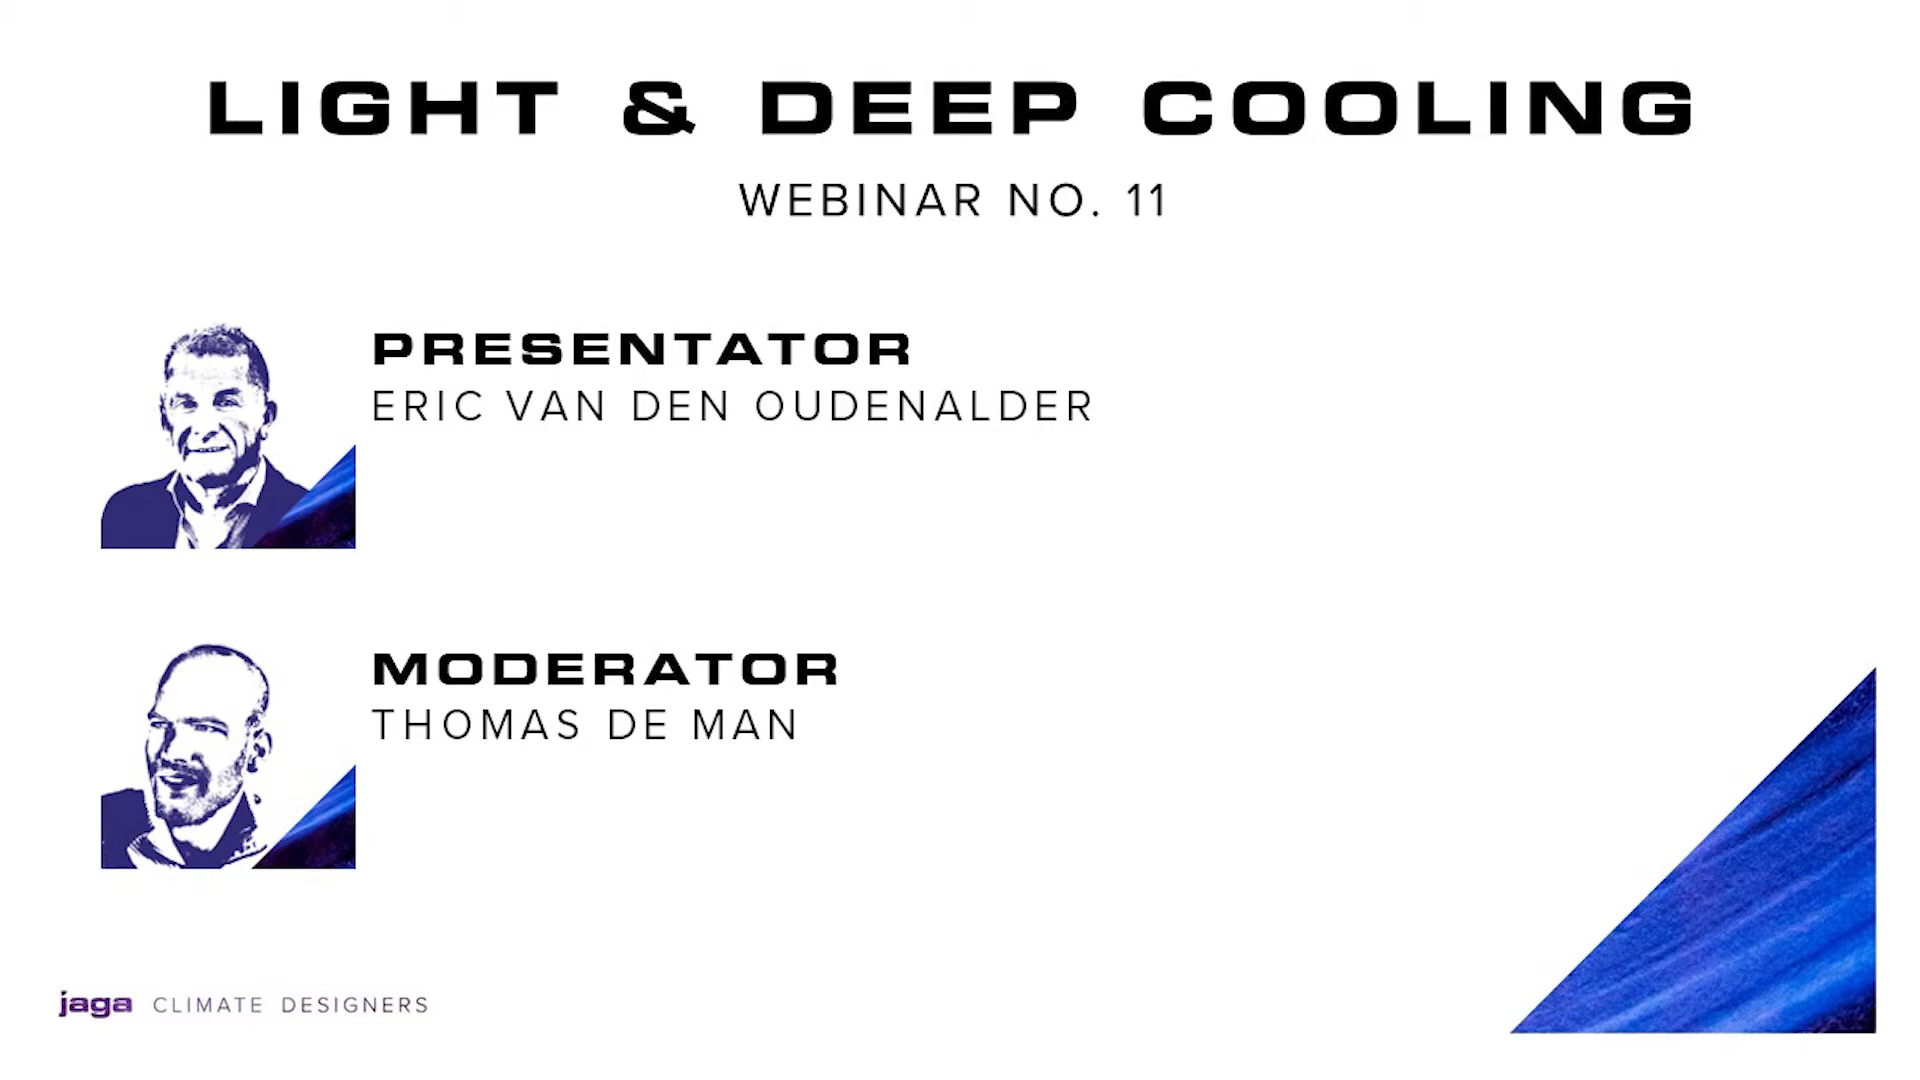 LIGHT & DEEP COOLING
WEBINAR NO. 11
PRESENTATOR
ERIC VAN DEN OUDENALDER
MODERATOR
THOMAS DE MAN
jaga CLIMATE DESIGNERS